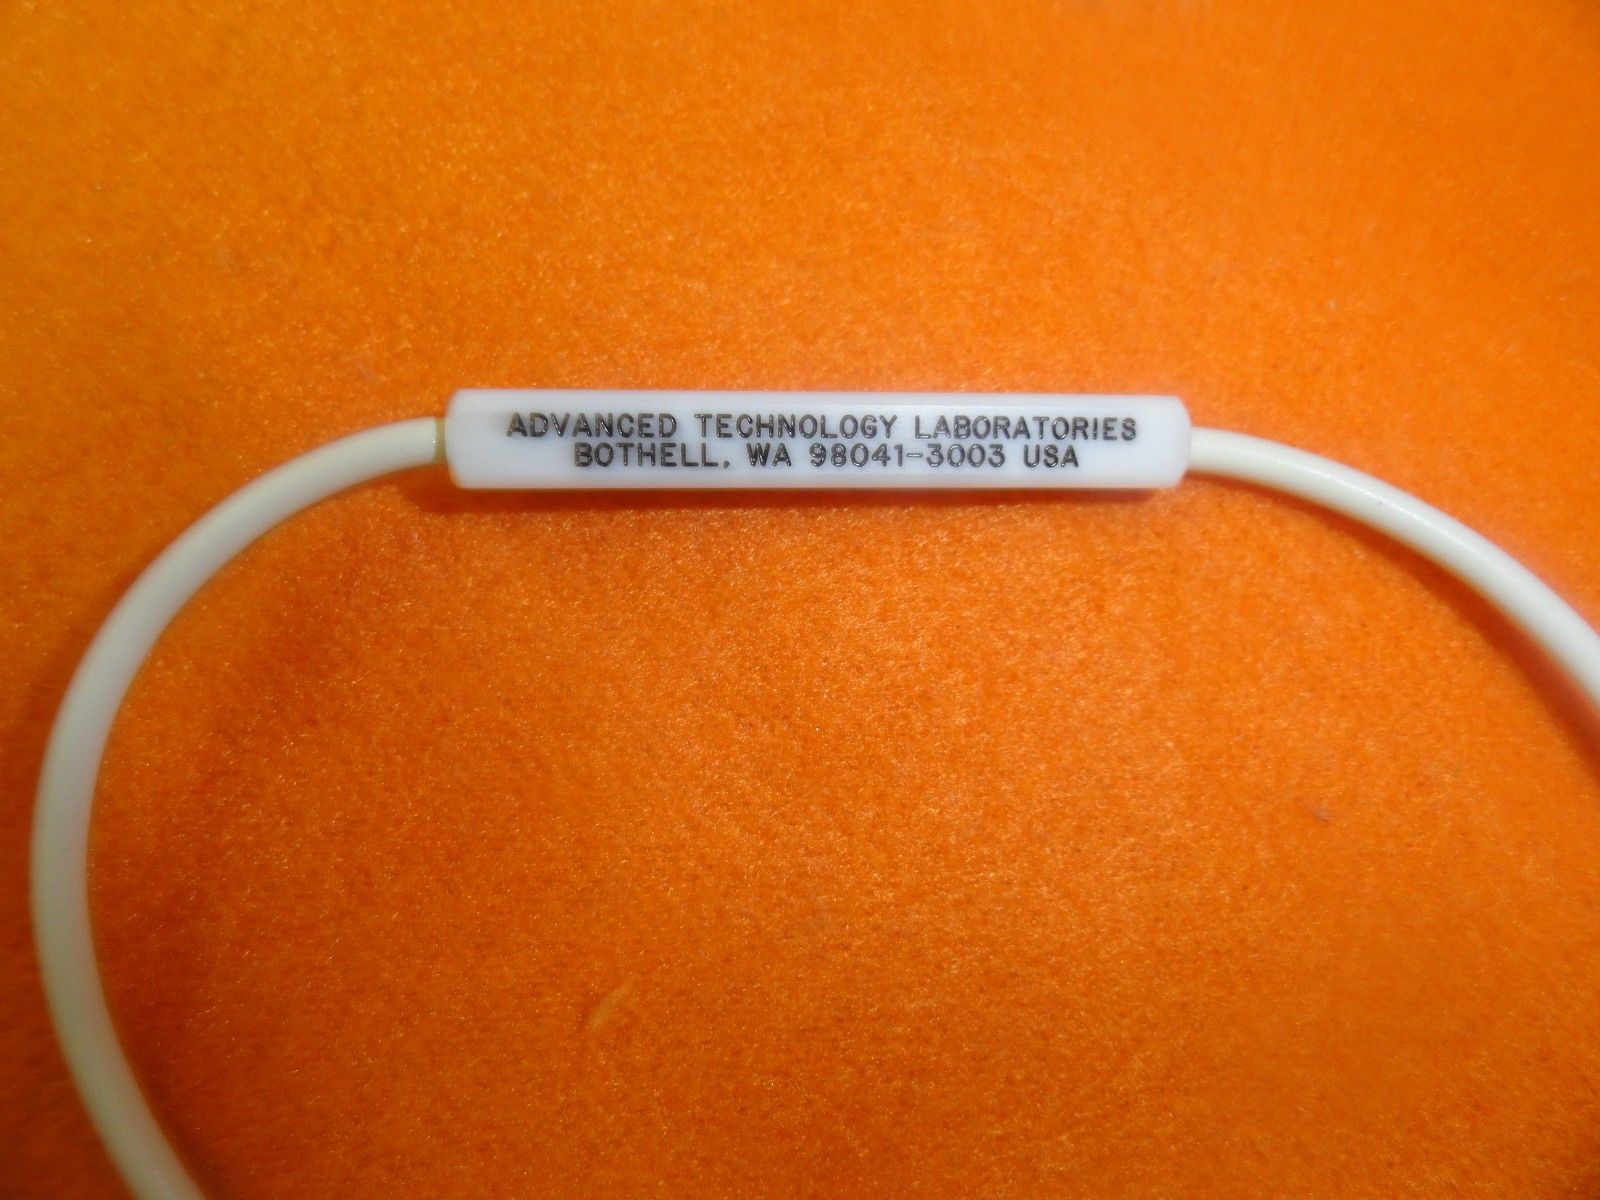 ADVANCED TECHNOLOGY LABORATORIES
BOTHELL, WA 98041-3003 USA